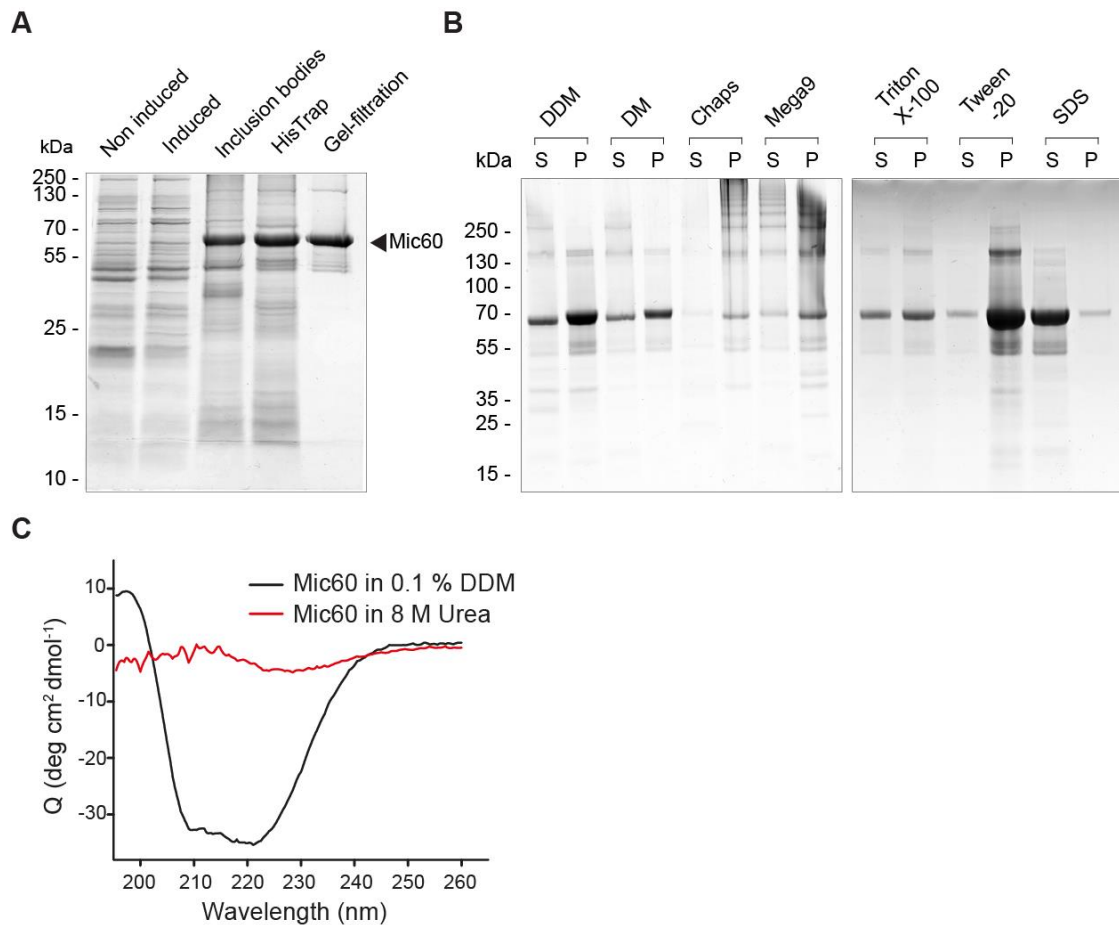 A
Non induced
Induced
Inclusion bodies
HisTrap
Gel-filtration
kDa
250 -
130 -
70 -
55 -
25 -
15 -
10 -
Mic60
B
DDM
DM
Chaps
Mega9
Triton X-100
Tween -20
SDS
kDa
S P S P S P S P S P S P S P
250 -
130 -
100 -
70 -
55 -
35 -
25 -
15 -
C
Mic60 in 0.1 % DDM
Mic60 in 8 M Urea
10
0
-10
-20
-30
Q (deg cm² dmol⁻¹)
200 210 220 230 240 250 260
Wavelength (nm)